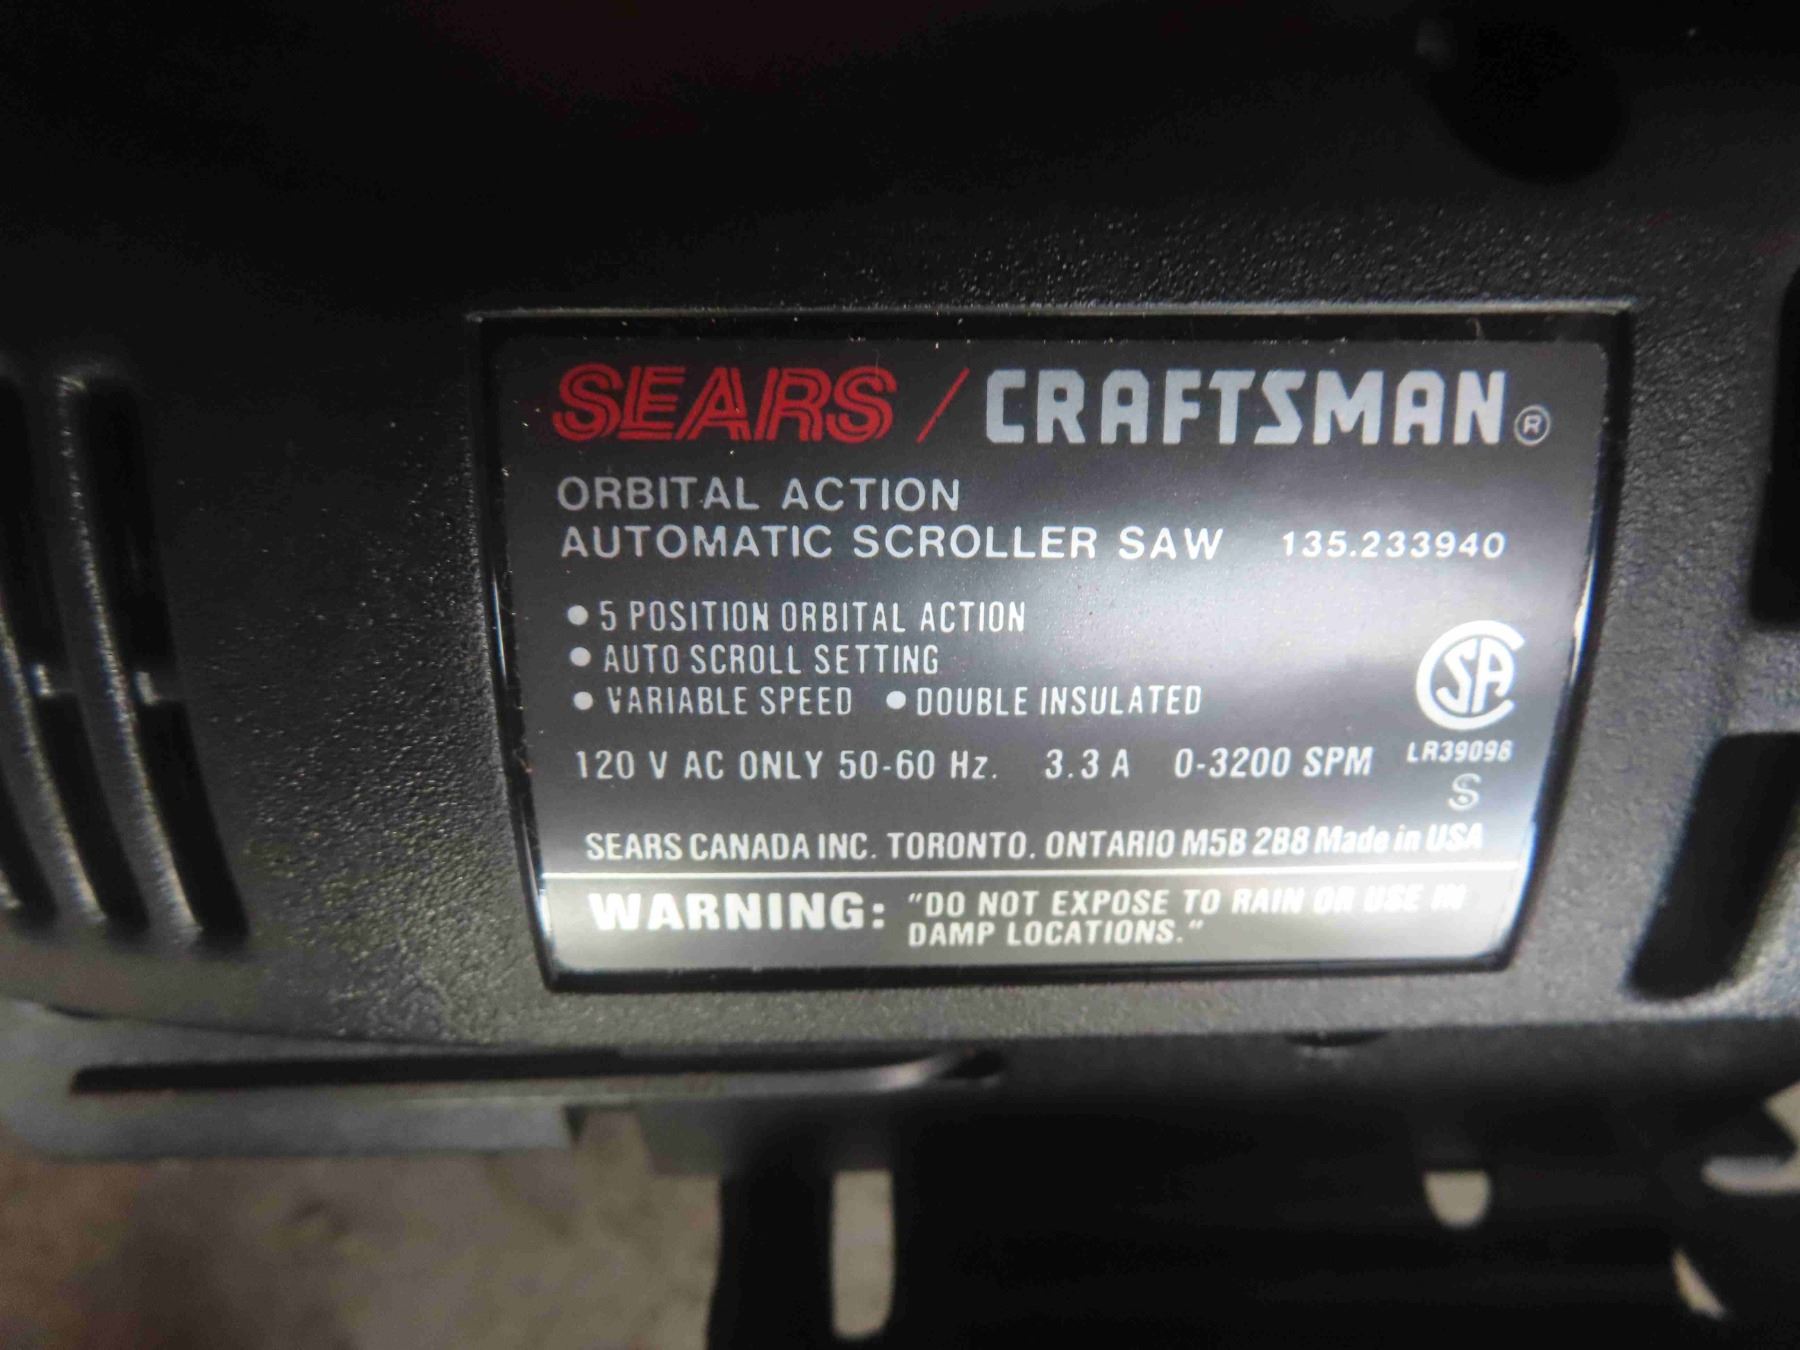 SEARS / CRAFTSMAN®
ORBITAL ACTION
AUTOMATIC SCROLLER SAW 135.233940
• 5 POSITION ORBITAL ACTION
• AUTO SCROLL SETTING
• VARIABLE SPEED • DOUBLE INSULATED
SA
120 V AC ONLY 50-60 Hz. 3.3 A 0-3200 SPM LR39098
S
SEARS CANADA INC. TORONTO. ONTARIO M5B 2B8 Made in USA
WARNING: "DO NOT EXPOSE TO RAIN OR USE IN
DAMP LOCATIONS."